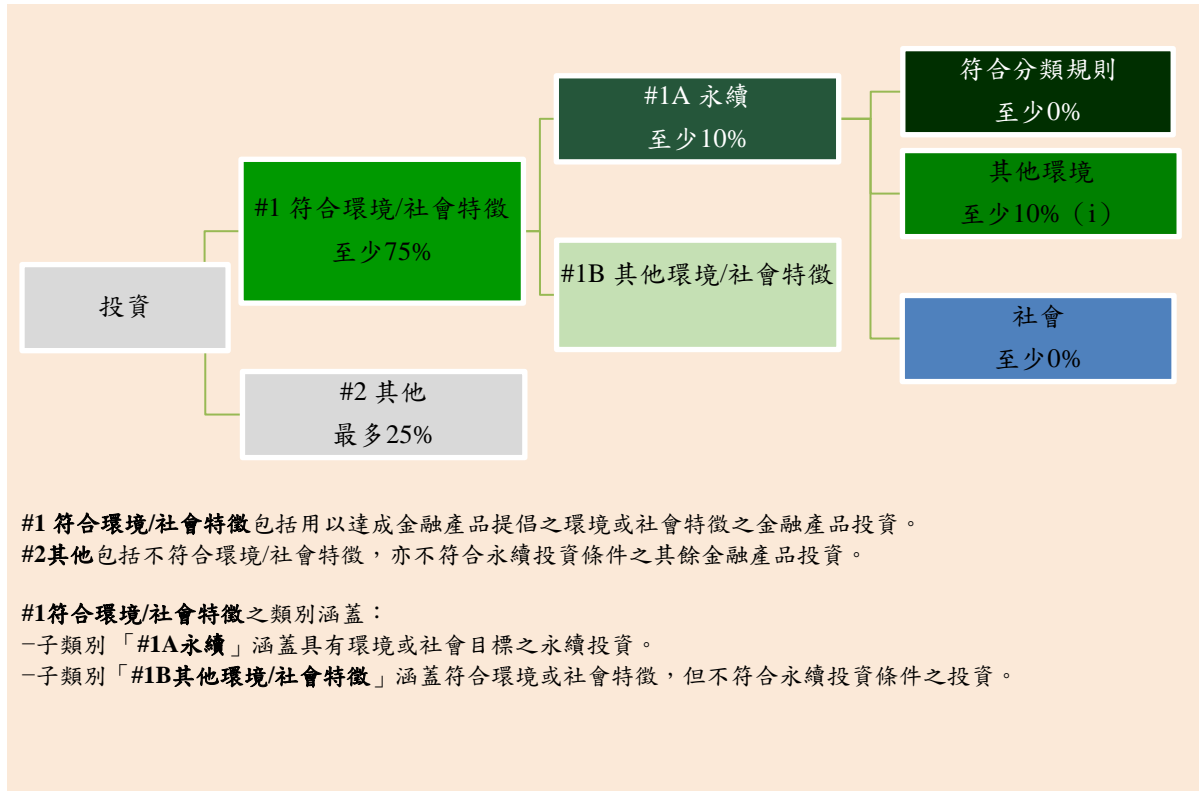 投資
#1 符合環境/社會特徵
至少75%
#2 其他
最多25%
#1A 永續
至少10%
#1B 其他環境/社會特徵
符合分類規則
至少0%
其他環境
至少10%（i）
社會
至少0%
#1 符合環境/社會特徵包括用以達成金融產品提倡之環境或社會特徵之金融產品投資。
#2其他包括不符合環境/社會特徵，亦不符合永續投資條件之其餘金融產品投資。
#1符合環境/社會特徵之類別涵蓋：
−子類別「#1A永續」涵蓋具有環境或社會目標之永續投資。
−子類別「#1B其他環境/社會特徵」涵蓋符合環境或社會特徵，但不符合永續投資條件之投資。